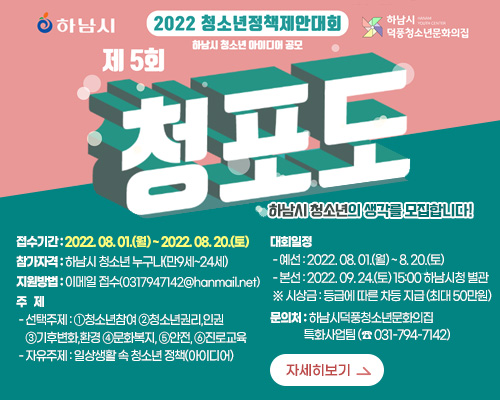 하남시
2022 청소년정책제안대회
하남시 청소년 아이디어 공모
하남시
덕풍청소년문화의집
제 5회
청포도
하남시 청소년의 생각를 모집합니다!
접수기간 : 2022. 08. 01.(월) ~ 2022. 08. 20.(토)
참가자격 : 하남시 청소년 누구나(만9세~24세)
지원방법 : 이메일 접수(0317947142@hanmail.net)
주 제
- 선택주제 : ①청소년참여 ②청소년권리,인권
③기후변화,환경 ④문화복지, ⑤안전, ⑥진로교육
- 자유주제 : 일상생활 속 청소년 정책(아이디어)
대회일정
- 예선 : 2022. 08. 01.(월) ~ 8. 20.(토)
- 본선 : 2022. 09. 24.(토) 15:00 하남시청 별관
※ 시상금 : 등급에 따른 차등 지급 (최대 50만원)
문의처 : 하남시덕풍청소년문화의집
특화사업팀 (☎ 031-794-7142)
자세히보기